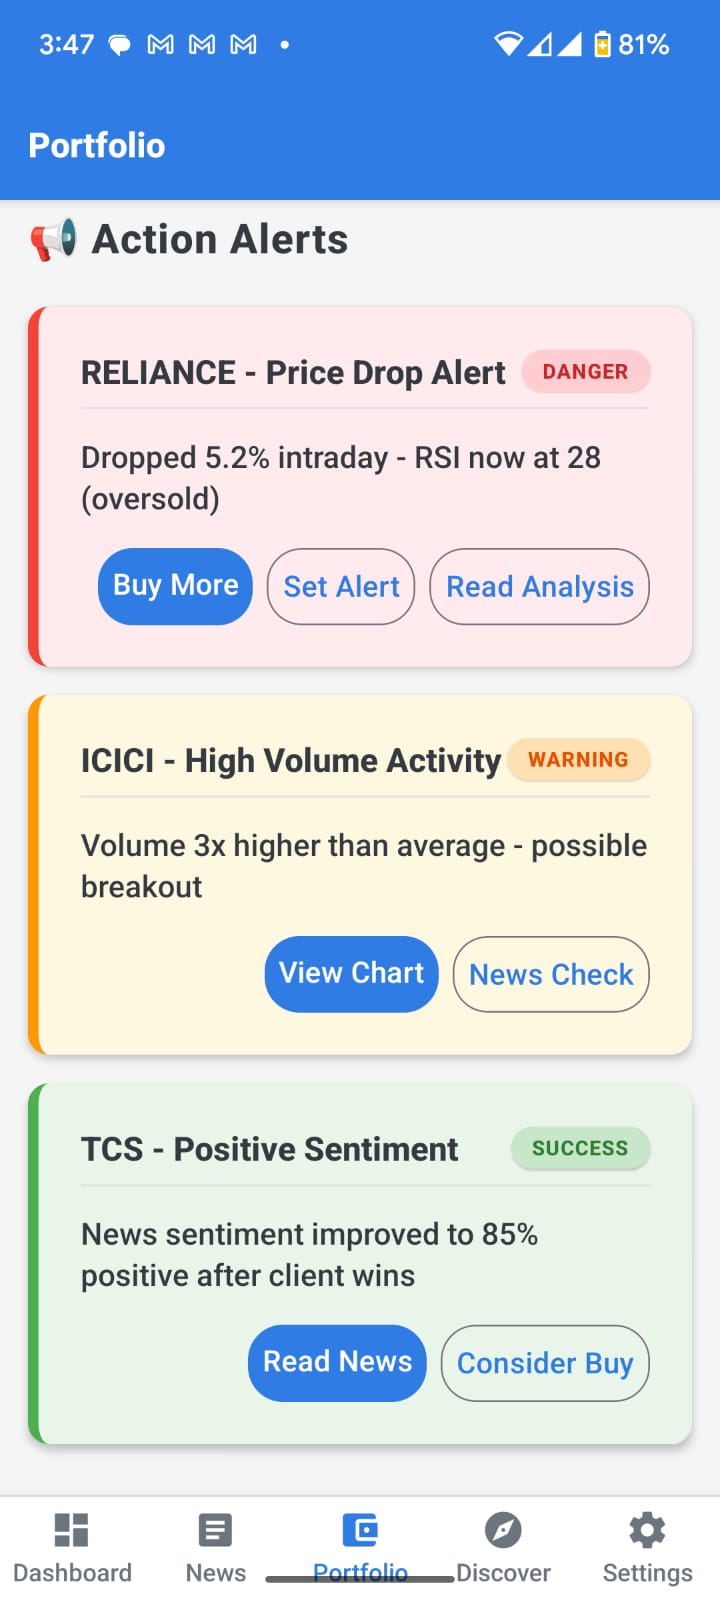 3:47
81%
Portfolio
Action Alerts
RELIANCE - Price Drop Alert
DANGER
Dropped 5.2% intraday - RSI now at 28
(oversold)
Buy More
Set Alert
Read Analysis
ICICI - High Volume Activity
WARNING
Volume 3x higher than average - possible
breakout
View Chart
News Check
TCS - Positive Sentiment
SUCCESS
News sentiment improved to 85%
positive after client wins
Read News
Consider Buy
Dashboard
News
Portfolio
Discover
Settings